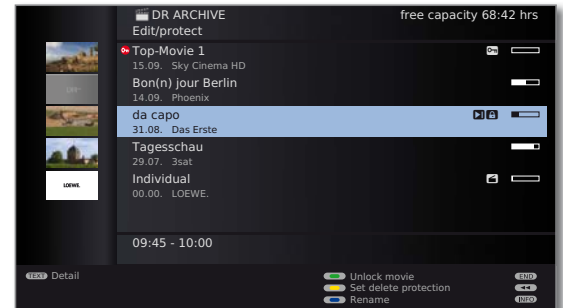 DR ARCHIVE
free capacity 68:42 hrs
Edit/protect
Top-Movie 1
15.09. Sky Cinema HD
Bon(n) jour Berlin
14.09. Phoenix
da capo
31.08. Das Erste
Tagesschau
29.07. 3sat
Individual
00.00. LOEWE.
LOEWE.
09:45 - 10:00
TEXT Detail
Unlock movie
END
Set delete protection
Rename
INFO